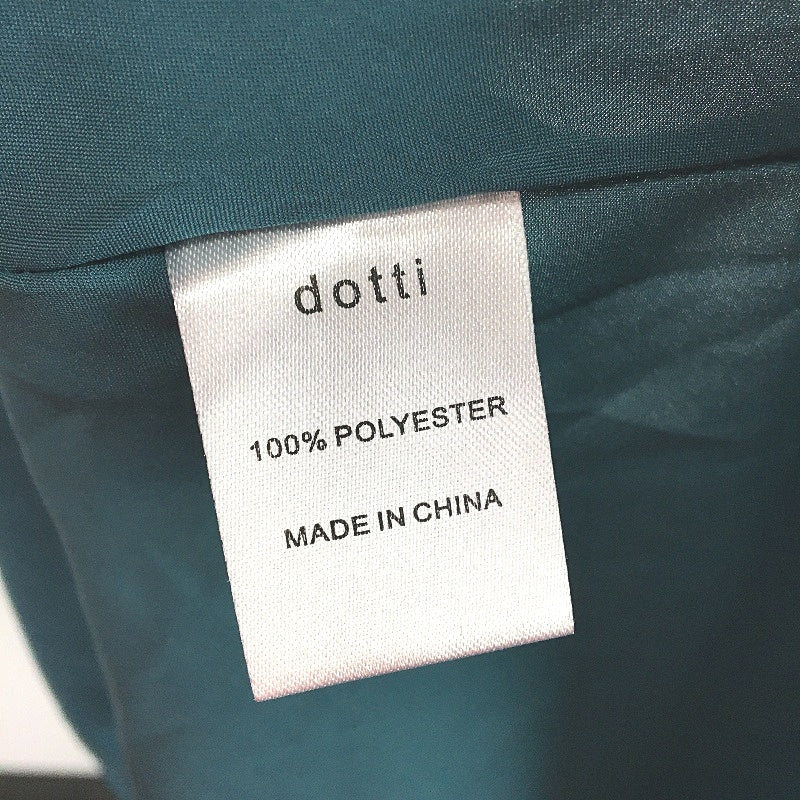 dotti
100% POLYESTER
MADE IN CHINA